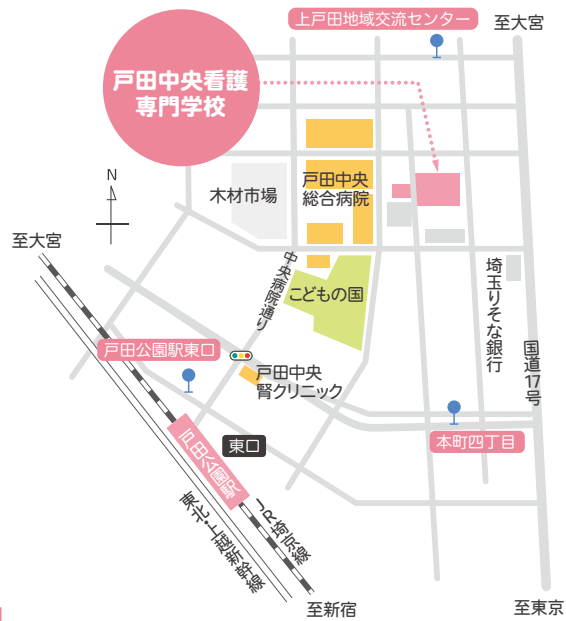 上戸田地域交流センター
至大宮
戸田中央看護
専門学校
N
木材市場
戸田中央
総合病院
至大宮
中央病院通り
こどもの国
埼玉りそな銀行
国道17号
戸田公園駅東口
戸田中央
腎クリニック
東口
本町四丁目
戸田公園駅
JR埼京線
東北・上越新幹線
至新宿
至東京